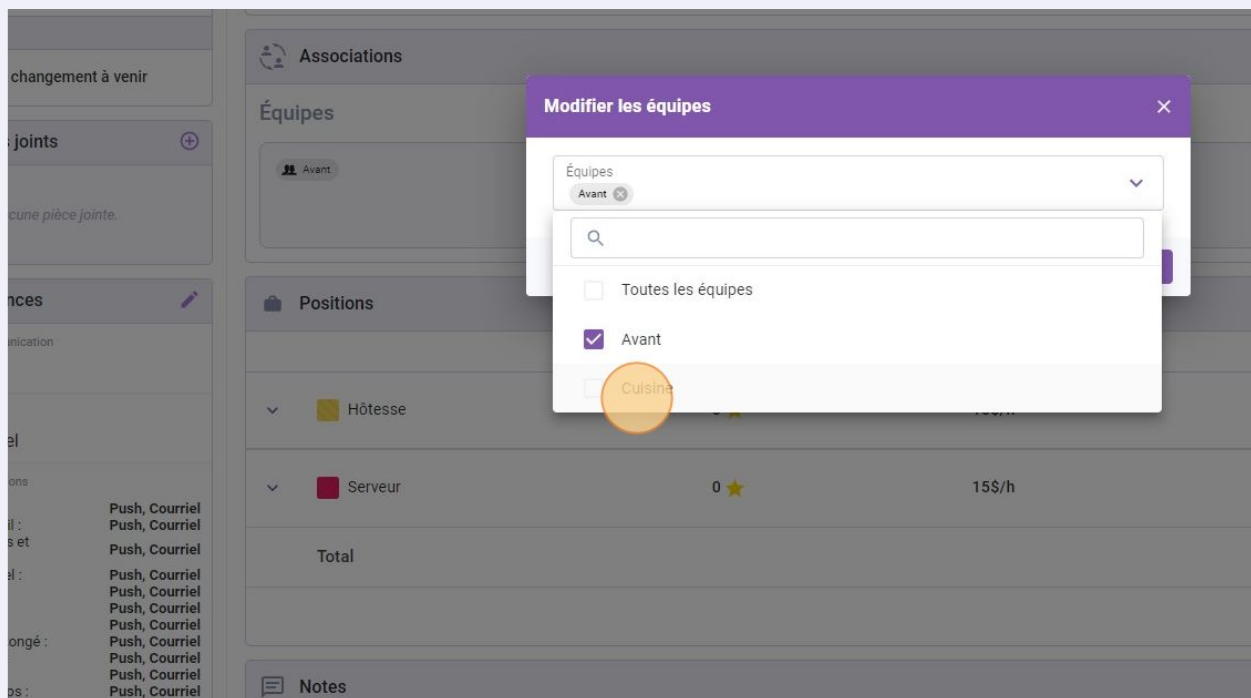 changement à venir
joints
cune pièce jointe.
nces
nication
el
ons
Push, Courriel
il : Push, Courriel
s et Push, Courriel
el : Push, Courriel
Push, Courriel
Push, Courriel
Push, Courriel
ongé : Push, Courriel
Push, Courriel
Push, Courriel
os : Push, Courriel
Associations
Équipes
Avant
Modifier les équipes
Équipes
Avant
Toutes les équipes
Avant
Cuisine
Positions
Hôtesse
Serveur 0 15$/h
Total
Notes